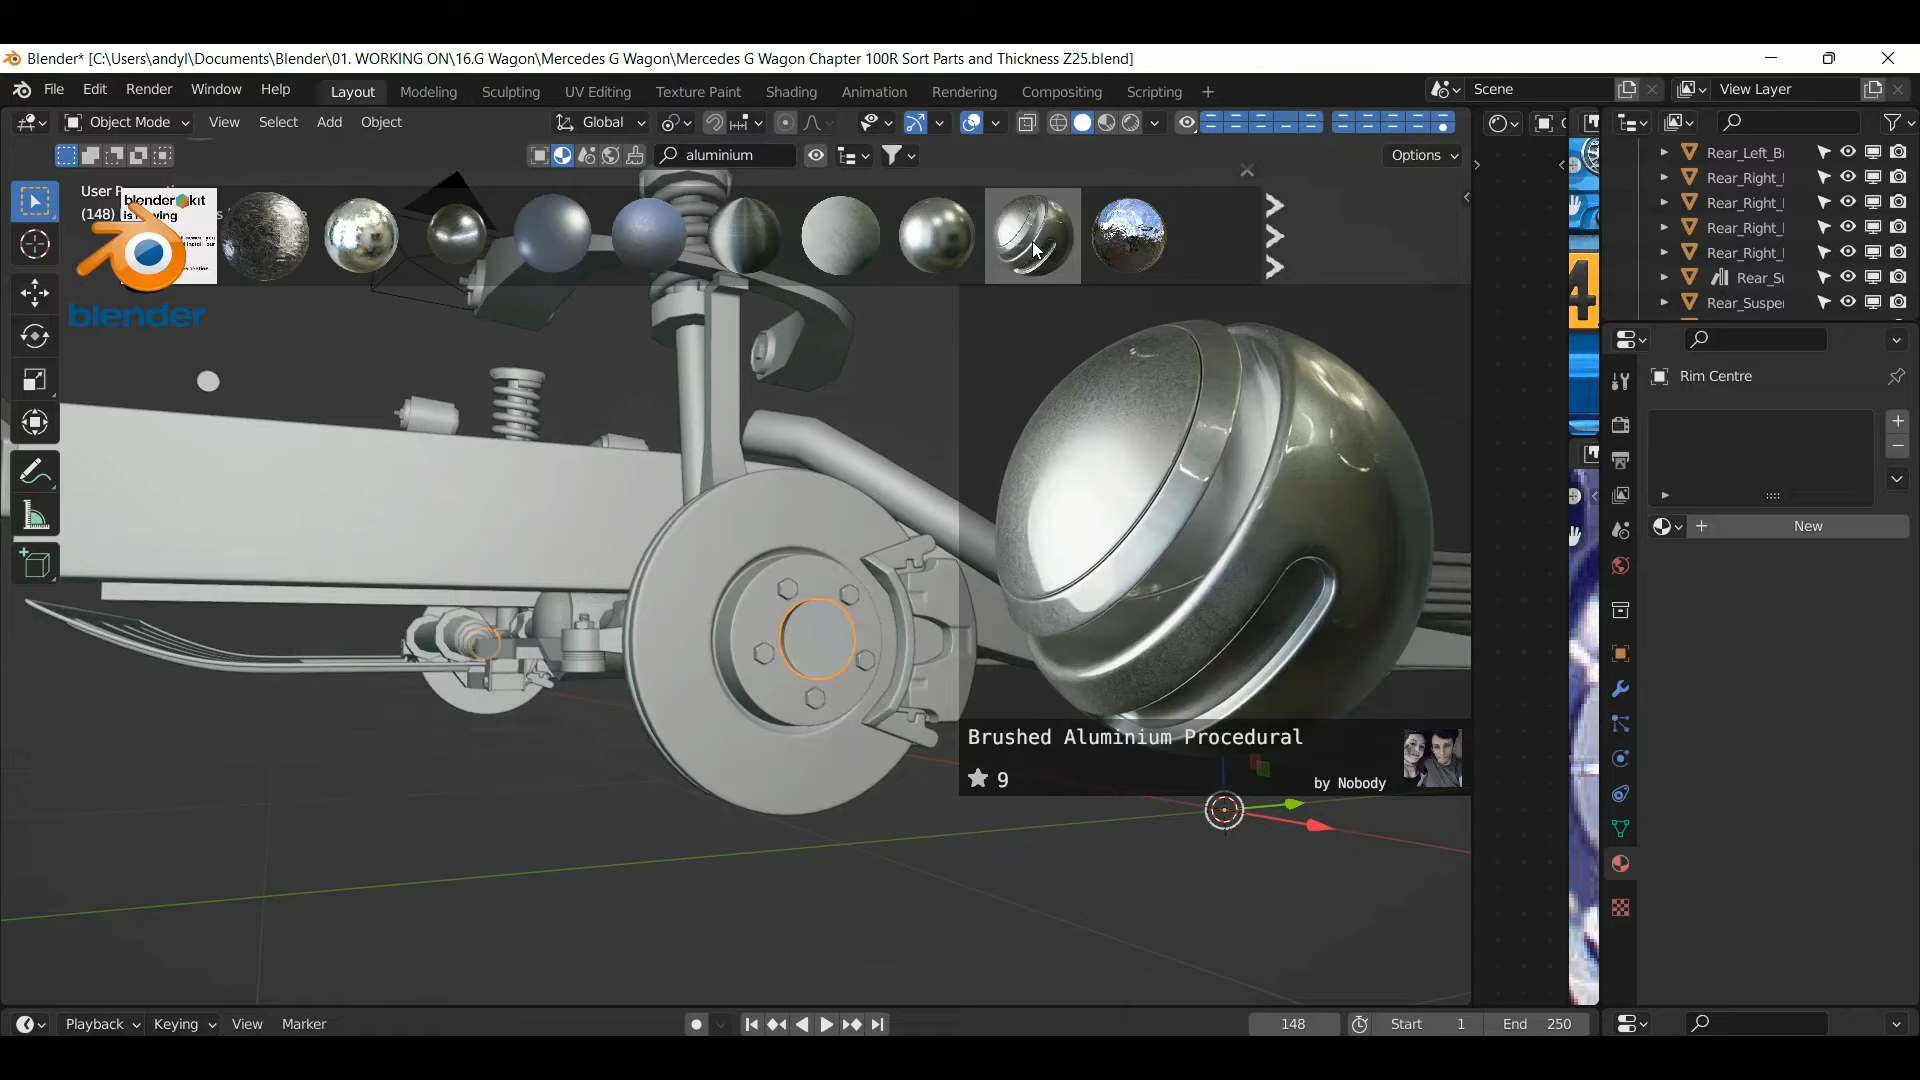 Blender* [C:\Users\andyl\Documents\Blender\01. WORKING ON\16.G Wagon\Mercedes G Wagon\Mercedes G Wagon Chapter 100R Sort Parts and Thickness Z25.blend]
File Edit Render Window Help Layout Modeling Sculpting UV Editing Texture Paint Shading Animation Rendering Compositing Scripting Scene View Layer
Object Mode View Select Add Object Global
aluminium Options
User
(148)
blenderkit
blender
Rear_Left_B
Rear_Right_
Rear_Right_
Rear_Right_
Rear_Right_
Rear_S
Rear_Suspe
Rim Centre
New
Brushed Aluminium Procedural
9 by Nobody
4
Playback Keying View Marker 148 Start 1 End 250